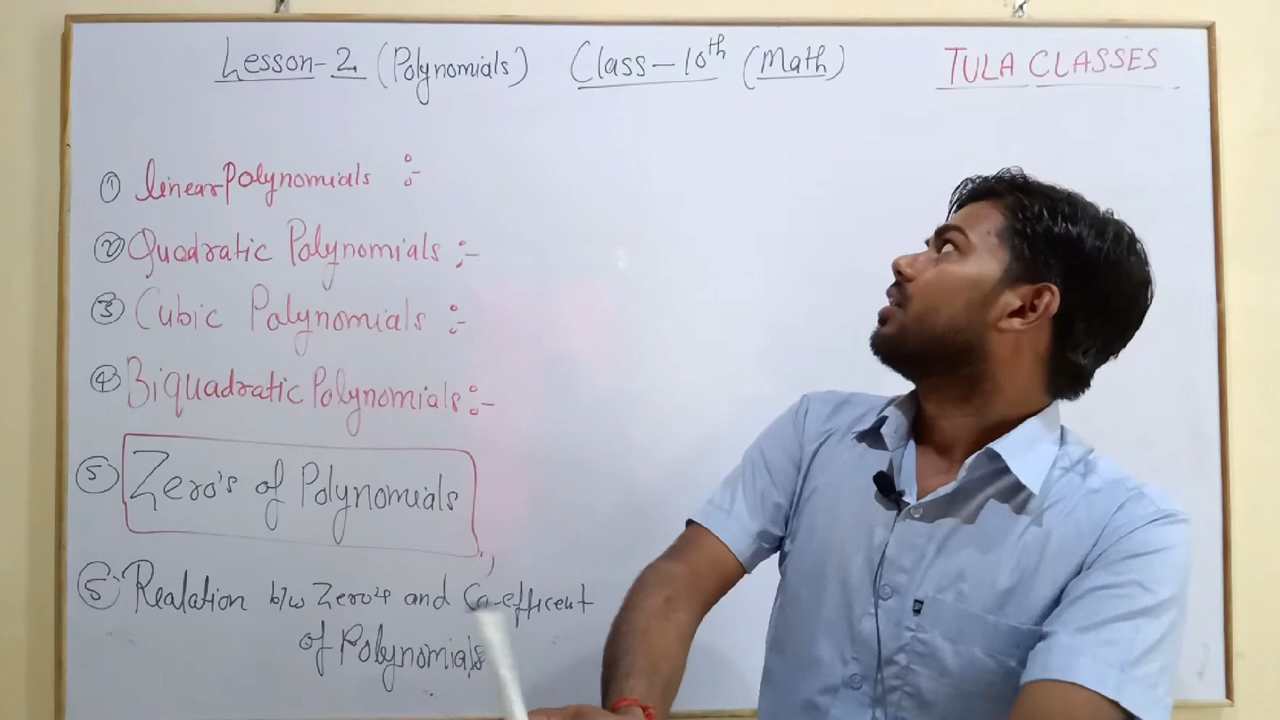 Lesson-2 (Polynomials) Class-10th (Math) TULA CLASSES
① linear Polynomials :-
② Quadratic Polynomials :-
③ Cubic Polynomials :-
④ Biquadratic Polynomials :-
⑤ Zero's of Polynomials
⑥ Realation b/w Zero's and Co-efficent
of Polynomials